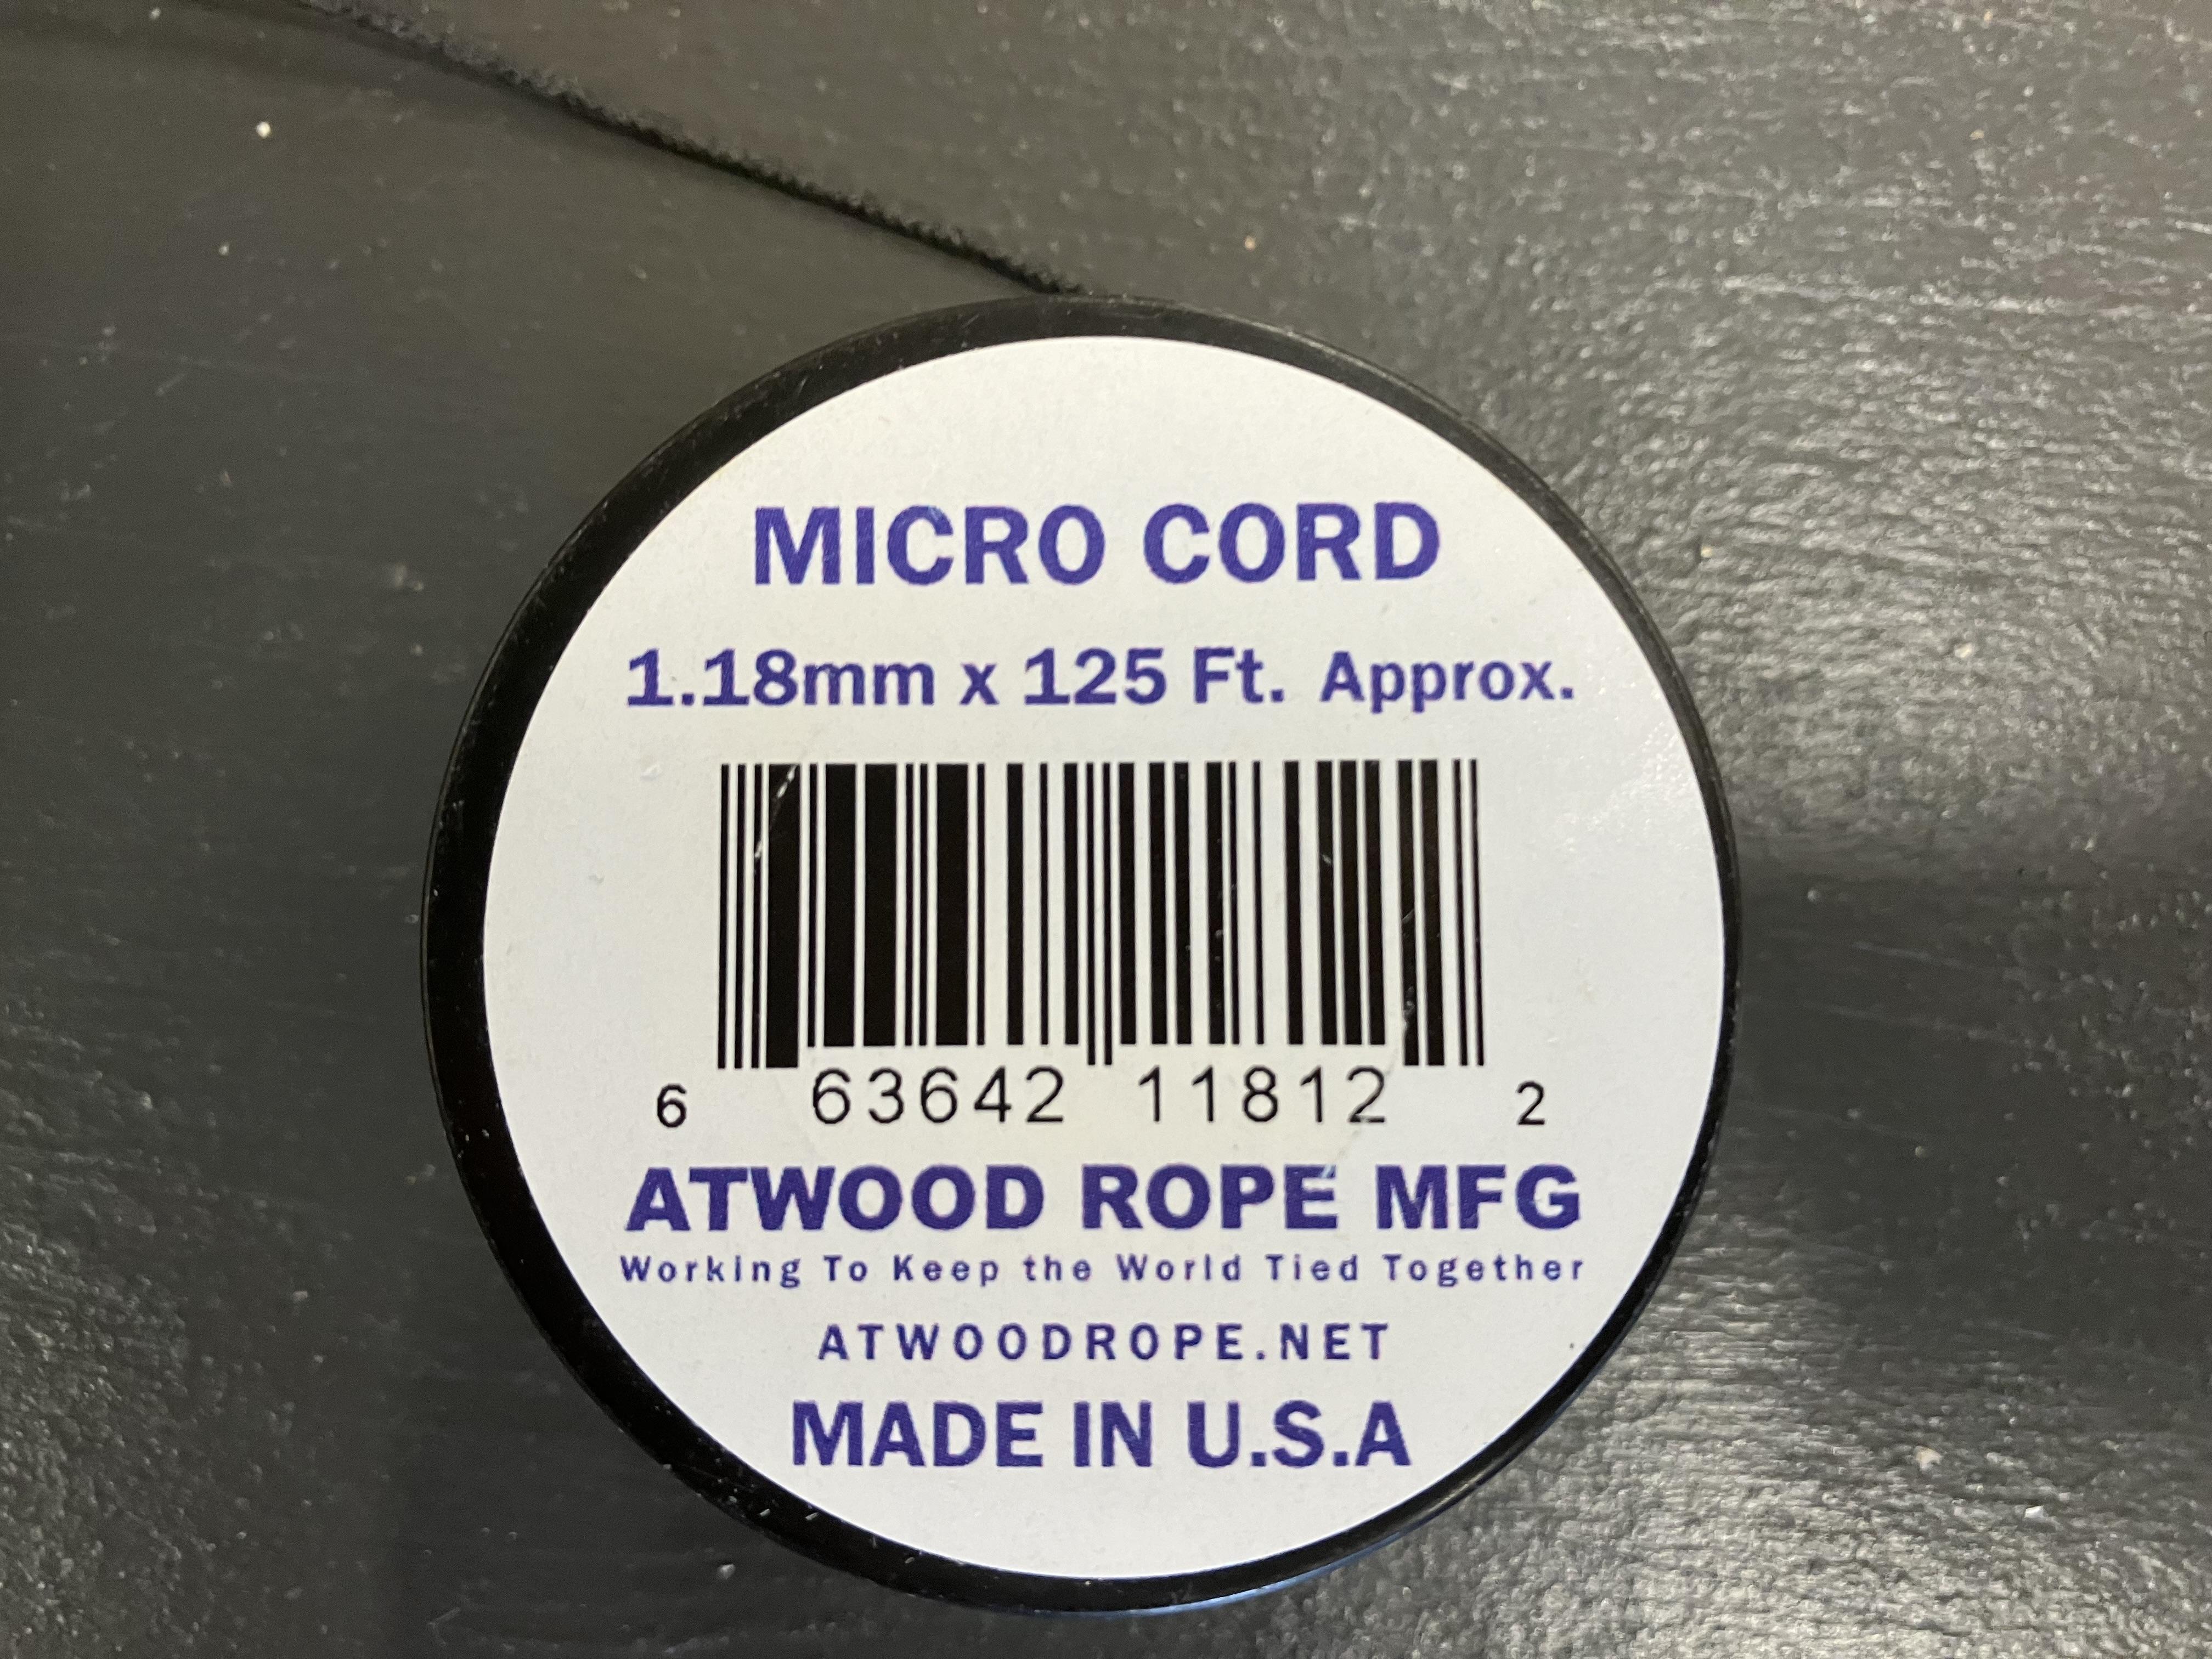 MICRO CORD
1.18mm x 125 Ft. Approx.
6 63642 11812 2
ATWOOD ROPE MFG
Working To Keep the World Tied Together
ATWOODROPE.NET
MADE IN U.S.A